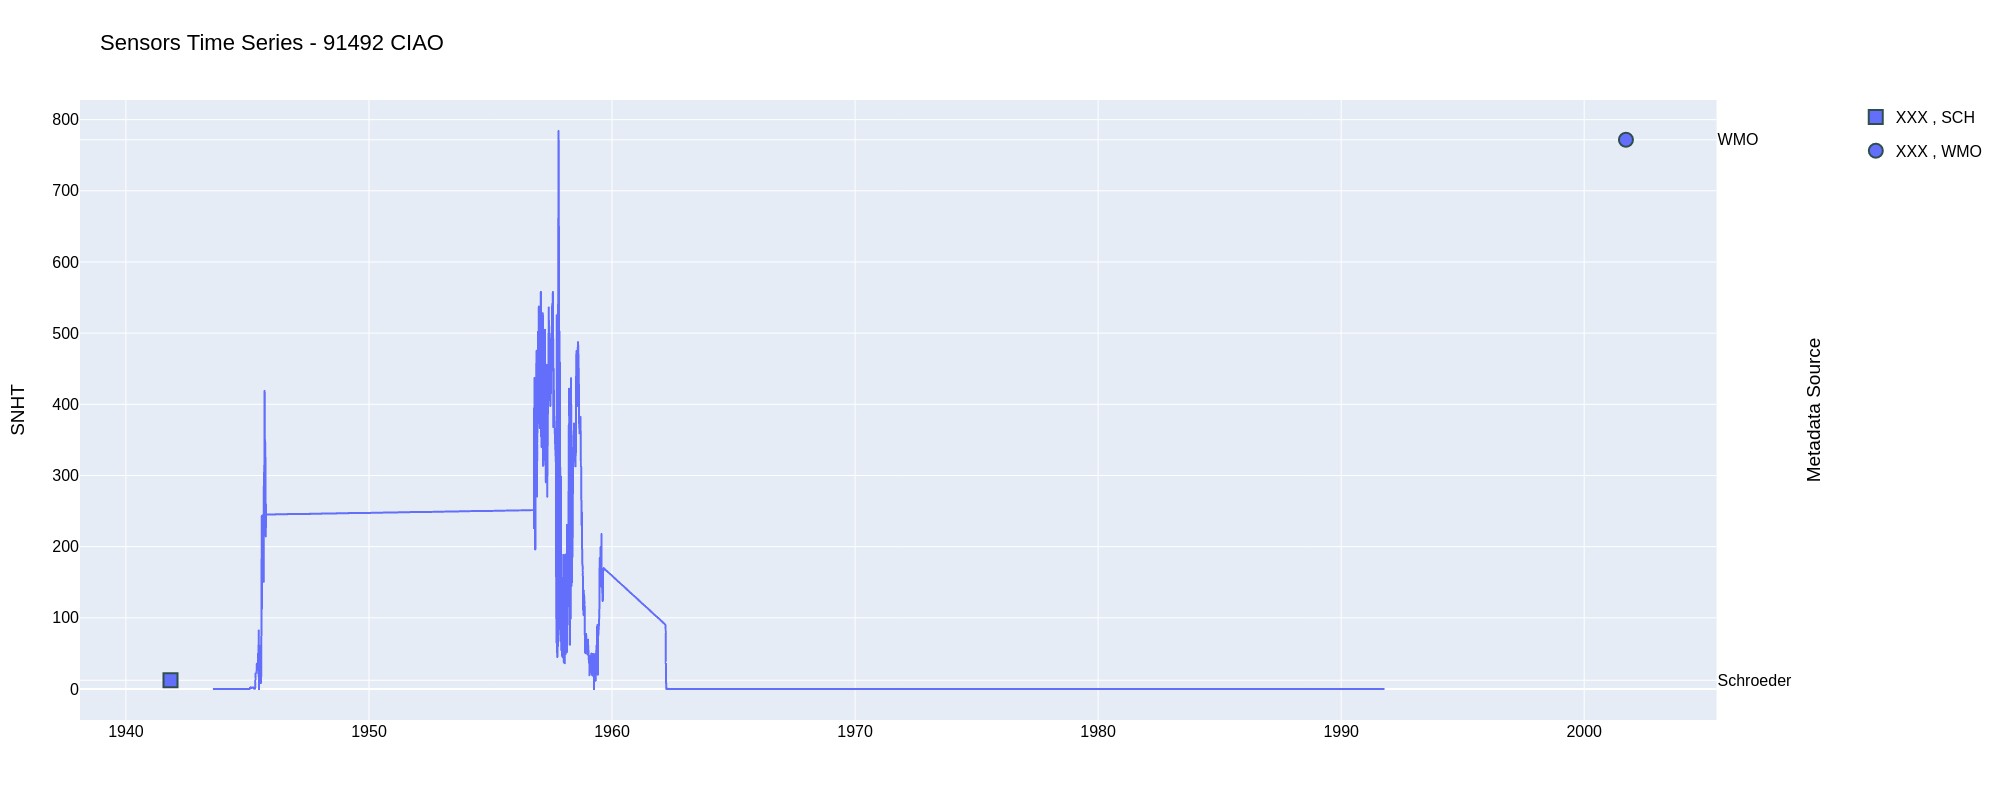 Sensors Time Series - 91492 CIAO
XXX , SCH
XXX , WMO
800
700
600
500
400
300
200
100
0
SNHT
WMO
Schroeder
Metadata Source
1940
1950
1960
1970
1980
1990
2000